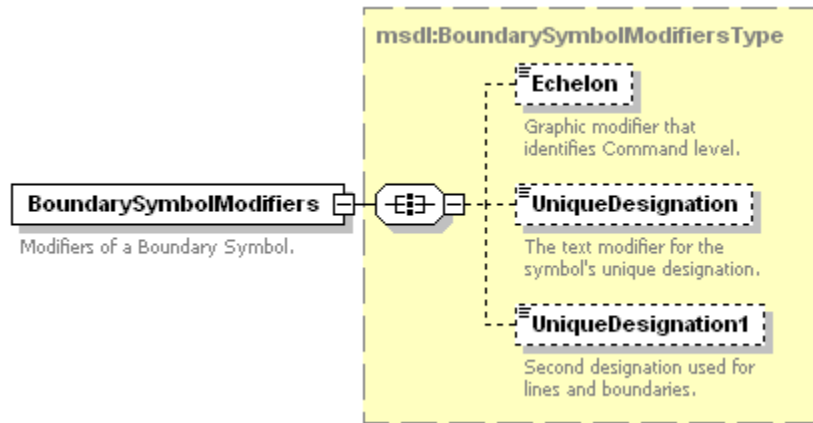 msdl:BoundarySymbolModifiersType
Echelon
Graphic modifier that
identifies Command level.
BoundarySymbolModifiers
Modifiers of a Boundary Symbol.
UniqueDesignation
The text modifier for the
symbol's unique designation.
UniqueDesignation1
Second designation used for
lines and boundaries.